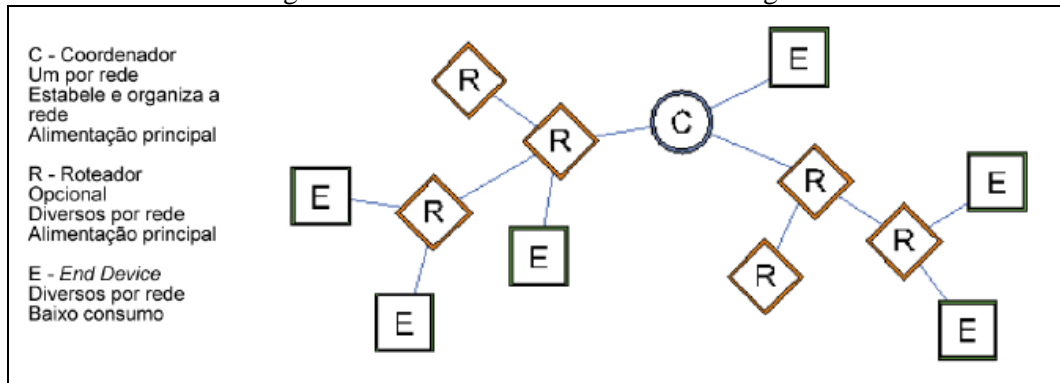 C - Coordenador
Um por rede
Estabele e organiza a
rede
Alimentação principal
R - Roteador
Opcional
Diversos por rede
Alimentação principal
E - End Device
Diversos por rede
Baixo consumo
E
R
C
R
R
E
E
R
R
E
R
E
E
E